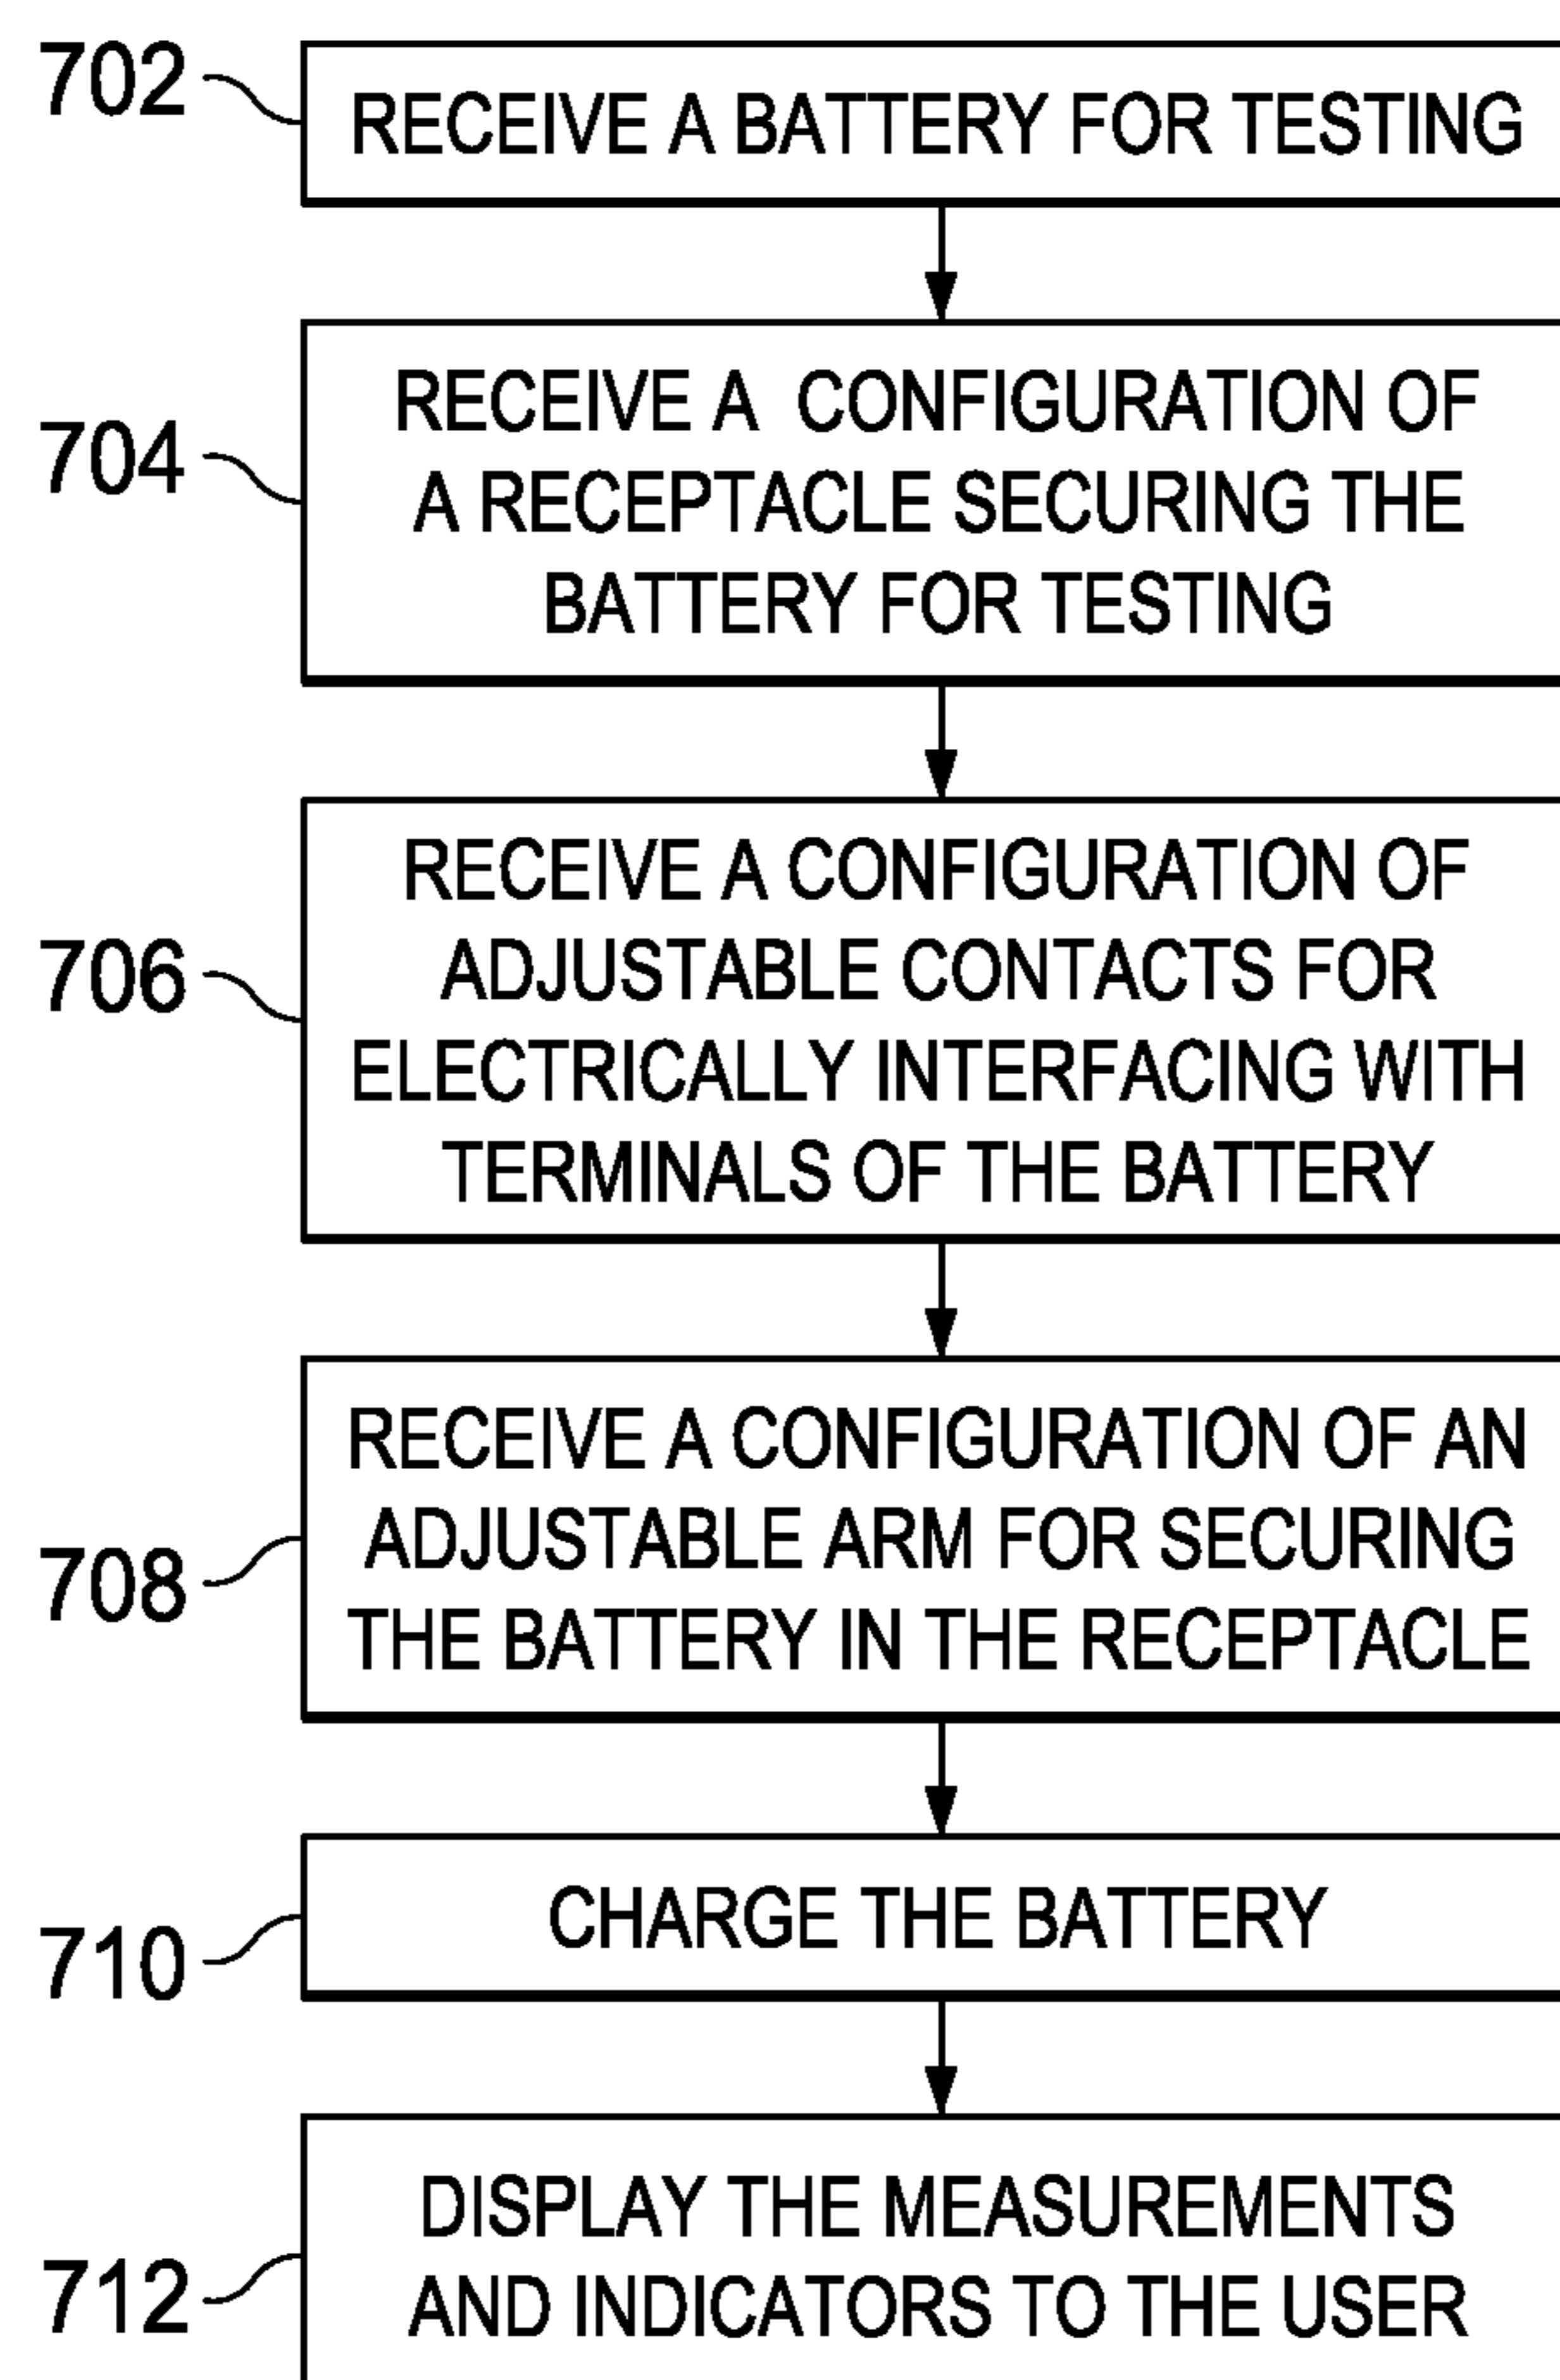 702
RECEIVE A BATTERY FOR TESTING
704
RECEIVE A CONFIGURATION OF
A RECEPTACLE SECURING THE
BATTERY FOR TESTING
706
RECEIVE A CONFIGURATION OF
ADJUSTABLE CONTACTS FOR
ELECTRICALLY INTERFACING WITH
TERMINALS OF THE BATTERY
708
RECEIVE A CONFIGURATION OF AN
ADJUSTABLE ARM FOR SECURING
THE BATTERY IN THE RECEPTACLE
710
CHARGE THE BATTERY
712
DISPLAY THE MEASUREMENTS
AND INDICATORS TO THE USER